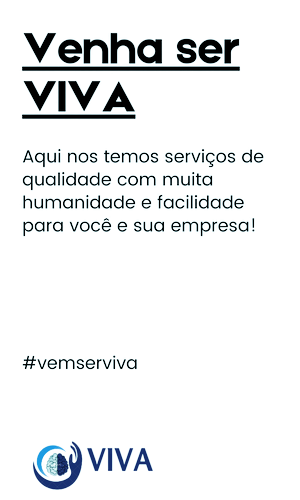 Venha ser
VIVA
Aqui nos temos serviços de
qualidade com muita
humanidade e facilidade
para você e sua empresa!
#vemserviva
VIVA